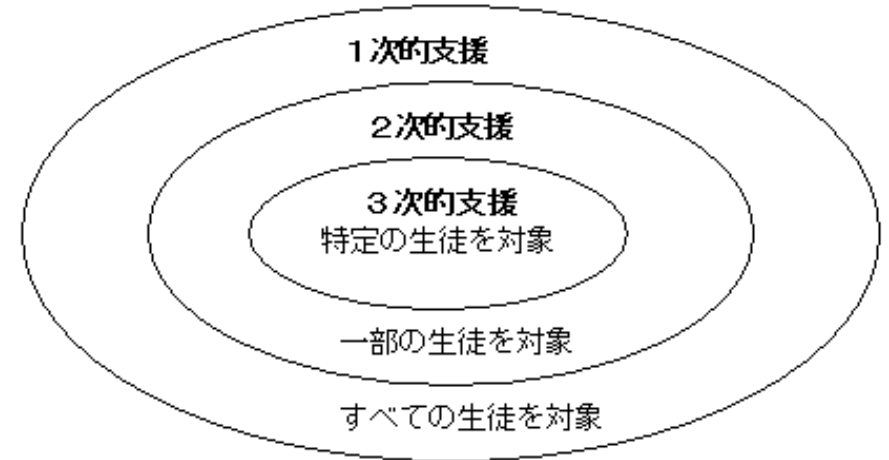 １次的支援
２次的支援
３次的支援
特定の生徒を対象
一部の生徒を対象
すべての生徒を対象